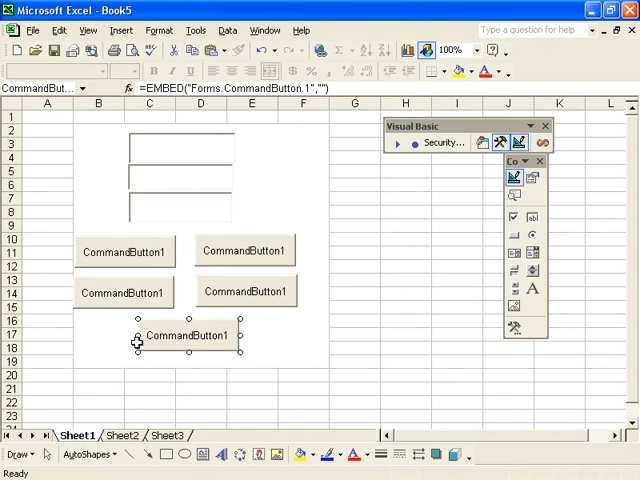 Microsoft Excel - Book5
File Edit View Insert Format Tools Data Window Help
Type a question for help
100%
B I U $ % ,
CommandBut... fx =EMBED("Forms.CommandButton.1","")
A B C D E F G H I J K L
1
2
3
4
5
6
7
8
9
10
11
12
13
14
15
16
17
18
19
20
21
22
23
24
Visual Basic
Security...
Co
ab|
A
CommandButton1 CommandButton1
CommandButton1 CommandButton1
CommandButton1
Sheet1 Sheet2 Sheet3
Draw AutoShapes
Ready